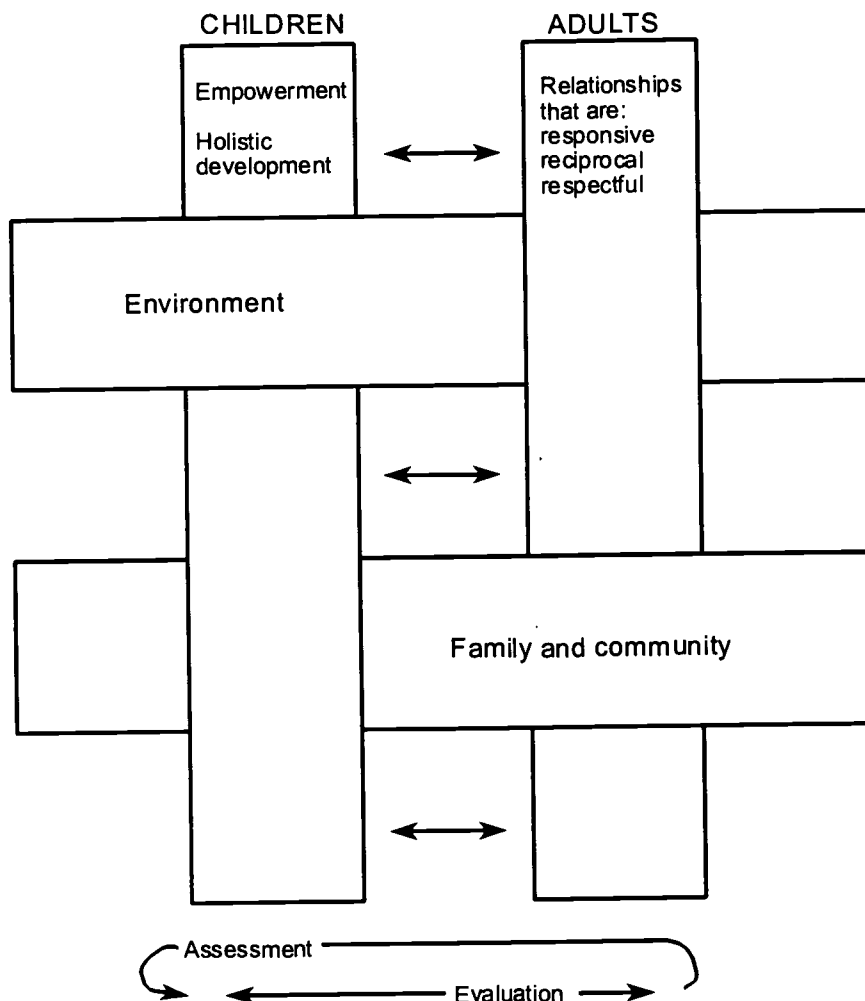 CHILDREN
ADULTS
Empowerment
Holistic
development
Relationships
that are:
responsive
reciprocal
respectful
Environment
Family and community
Assessment
Evaluation